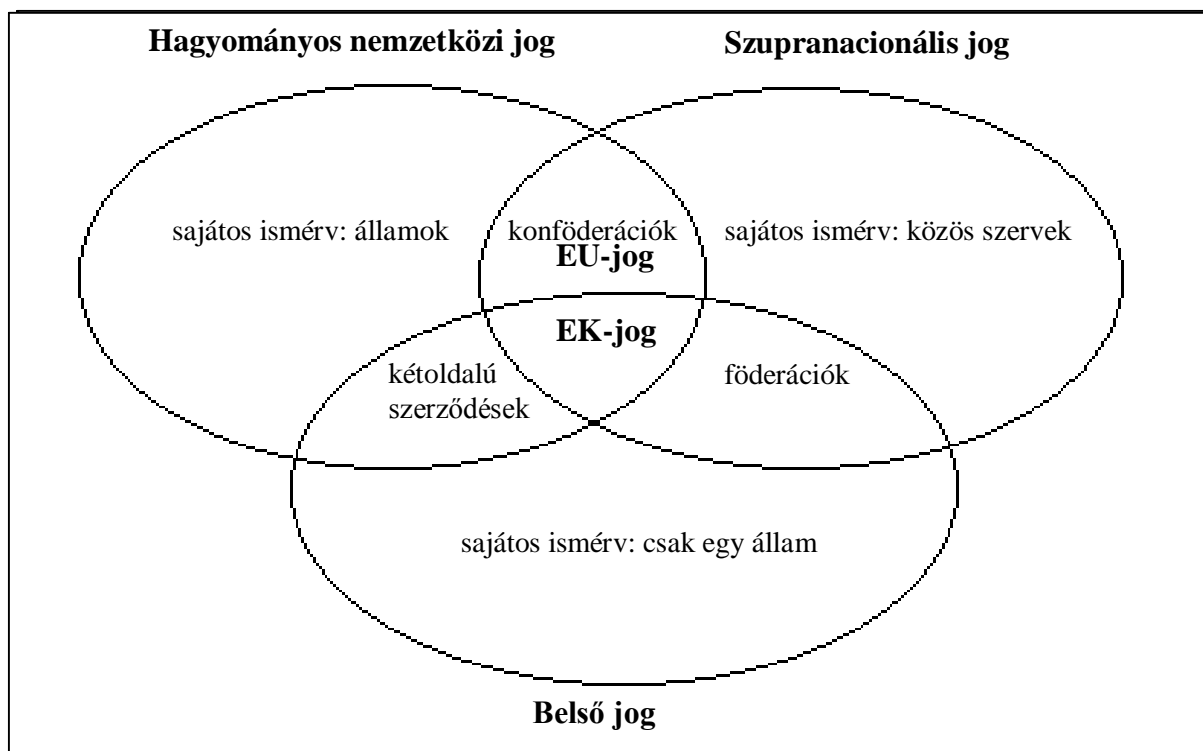 Hagyományos nemzetközi jog
Szupranacionális jog
sajátos ismérv: államok
konföderációk
sajátos ismérv: közös szervek
EU-jog
EK-jog
kétoldalú
szerződések
föderációk
sajátos ismérv: csak egy állam
Belső jog